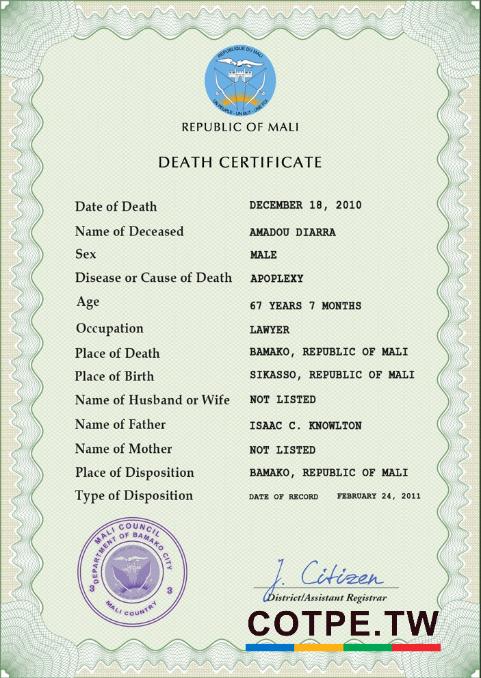 REPUBLIQUE DU MALI
UN PEUPLE - UN BUT - UNE FOI
REPUBLIC OF MALI
DEATH CERTIFICATE
Date of Death DECEMBER 18, 2010
Name of Deceased AMADOU DIARRA
Sex MALE
Disease or Cause of Death APOPLEXY
Age 67 YEARS 7 MONTHS
Occupation LAWYER
Place of Death BAMAKO, REPUBLIC OF MALI
Place of Birth SIKASSO, REPUBLIC OF MALI
Name of Husband or Wife NOT LISTED
Name of Father ISAAC C. KNOWLTON
Name of Mother NOT LISTED
Place of Disposition BAMAKO, REPUBLIC OF MALI
Type of Disposition DATE OF RECORD FEBRUARY 24, 2011
MALI COUNCIL
DEPARTMENT OF BAMAKO CITY
3 3
MALI COUNTRY
J. Citizen
District/Assistant Registrar
COTPE.TW